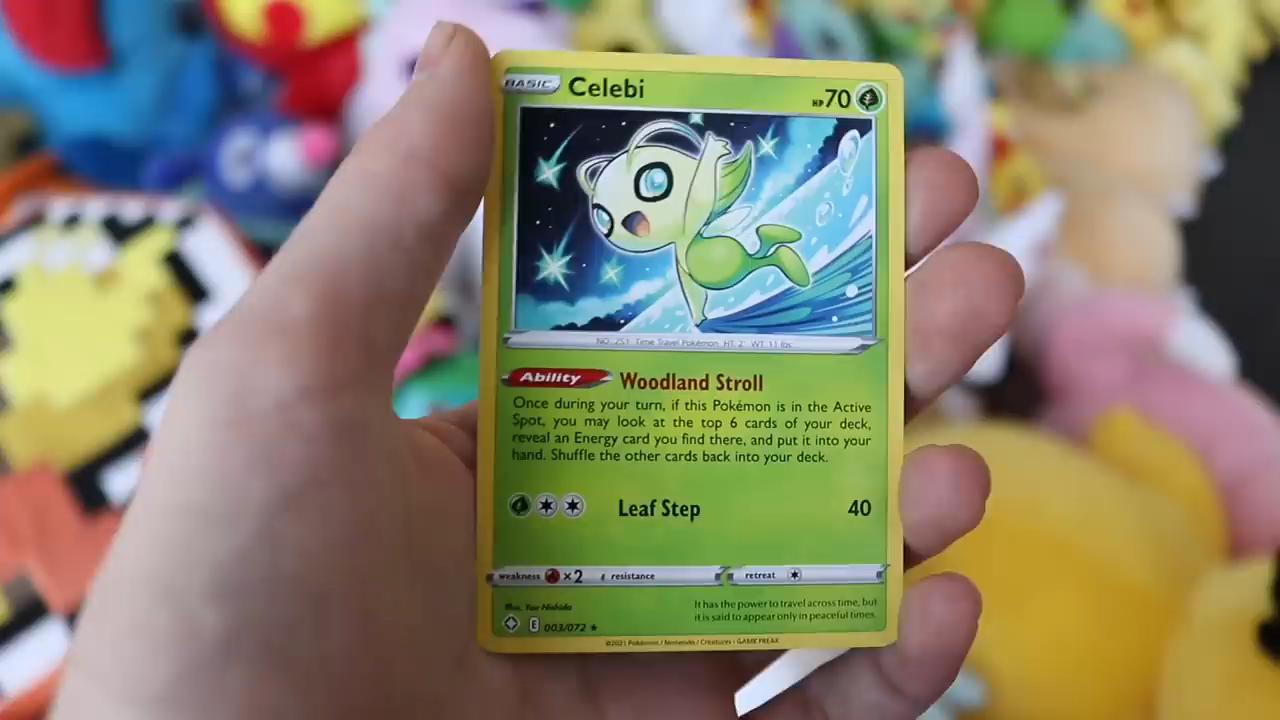 BASIC Celebi HP 70
NO. 251 Time Travel Pokémon HT: 2' WT: 11 lbs
Ability Woodland Stroll
Once during your turn, if this Pokémon is in the Active
Spot, you may look at the top 6 cards of your deck,
reveal an Energy card you find there, and put it into your
hand. Shuffle the other cards back into your deck.
Leaf Step 40
weakness ×2 resistance retreat
Illus. Yuu Nishida
It has the power to travel across time, but
it is said to appear only in peaceful times.
E 003/072 ★
©2021 Pokémon / Nintendo / Creatures / GAME FREAK